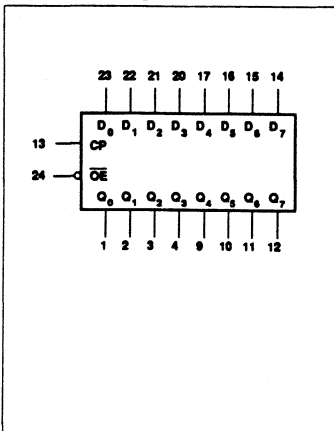 23 22 21 20 17 16 15 14
D0 D1 D2 D3 D4 D5 D6 D7
13 CP
24 OE
Q0 Q1 Q2 Q3 Q4 Q5 Q6 Q7
1 2 3 4 9 10 11 12